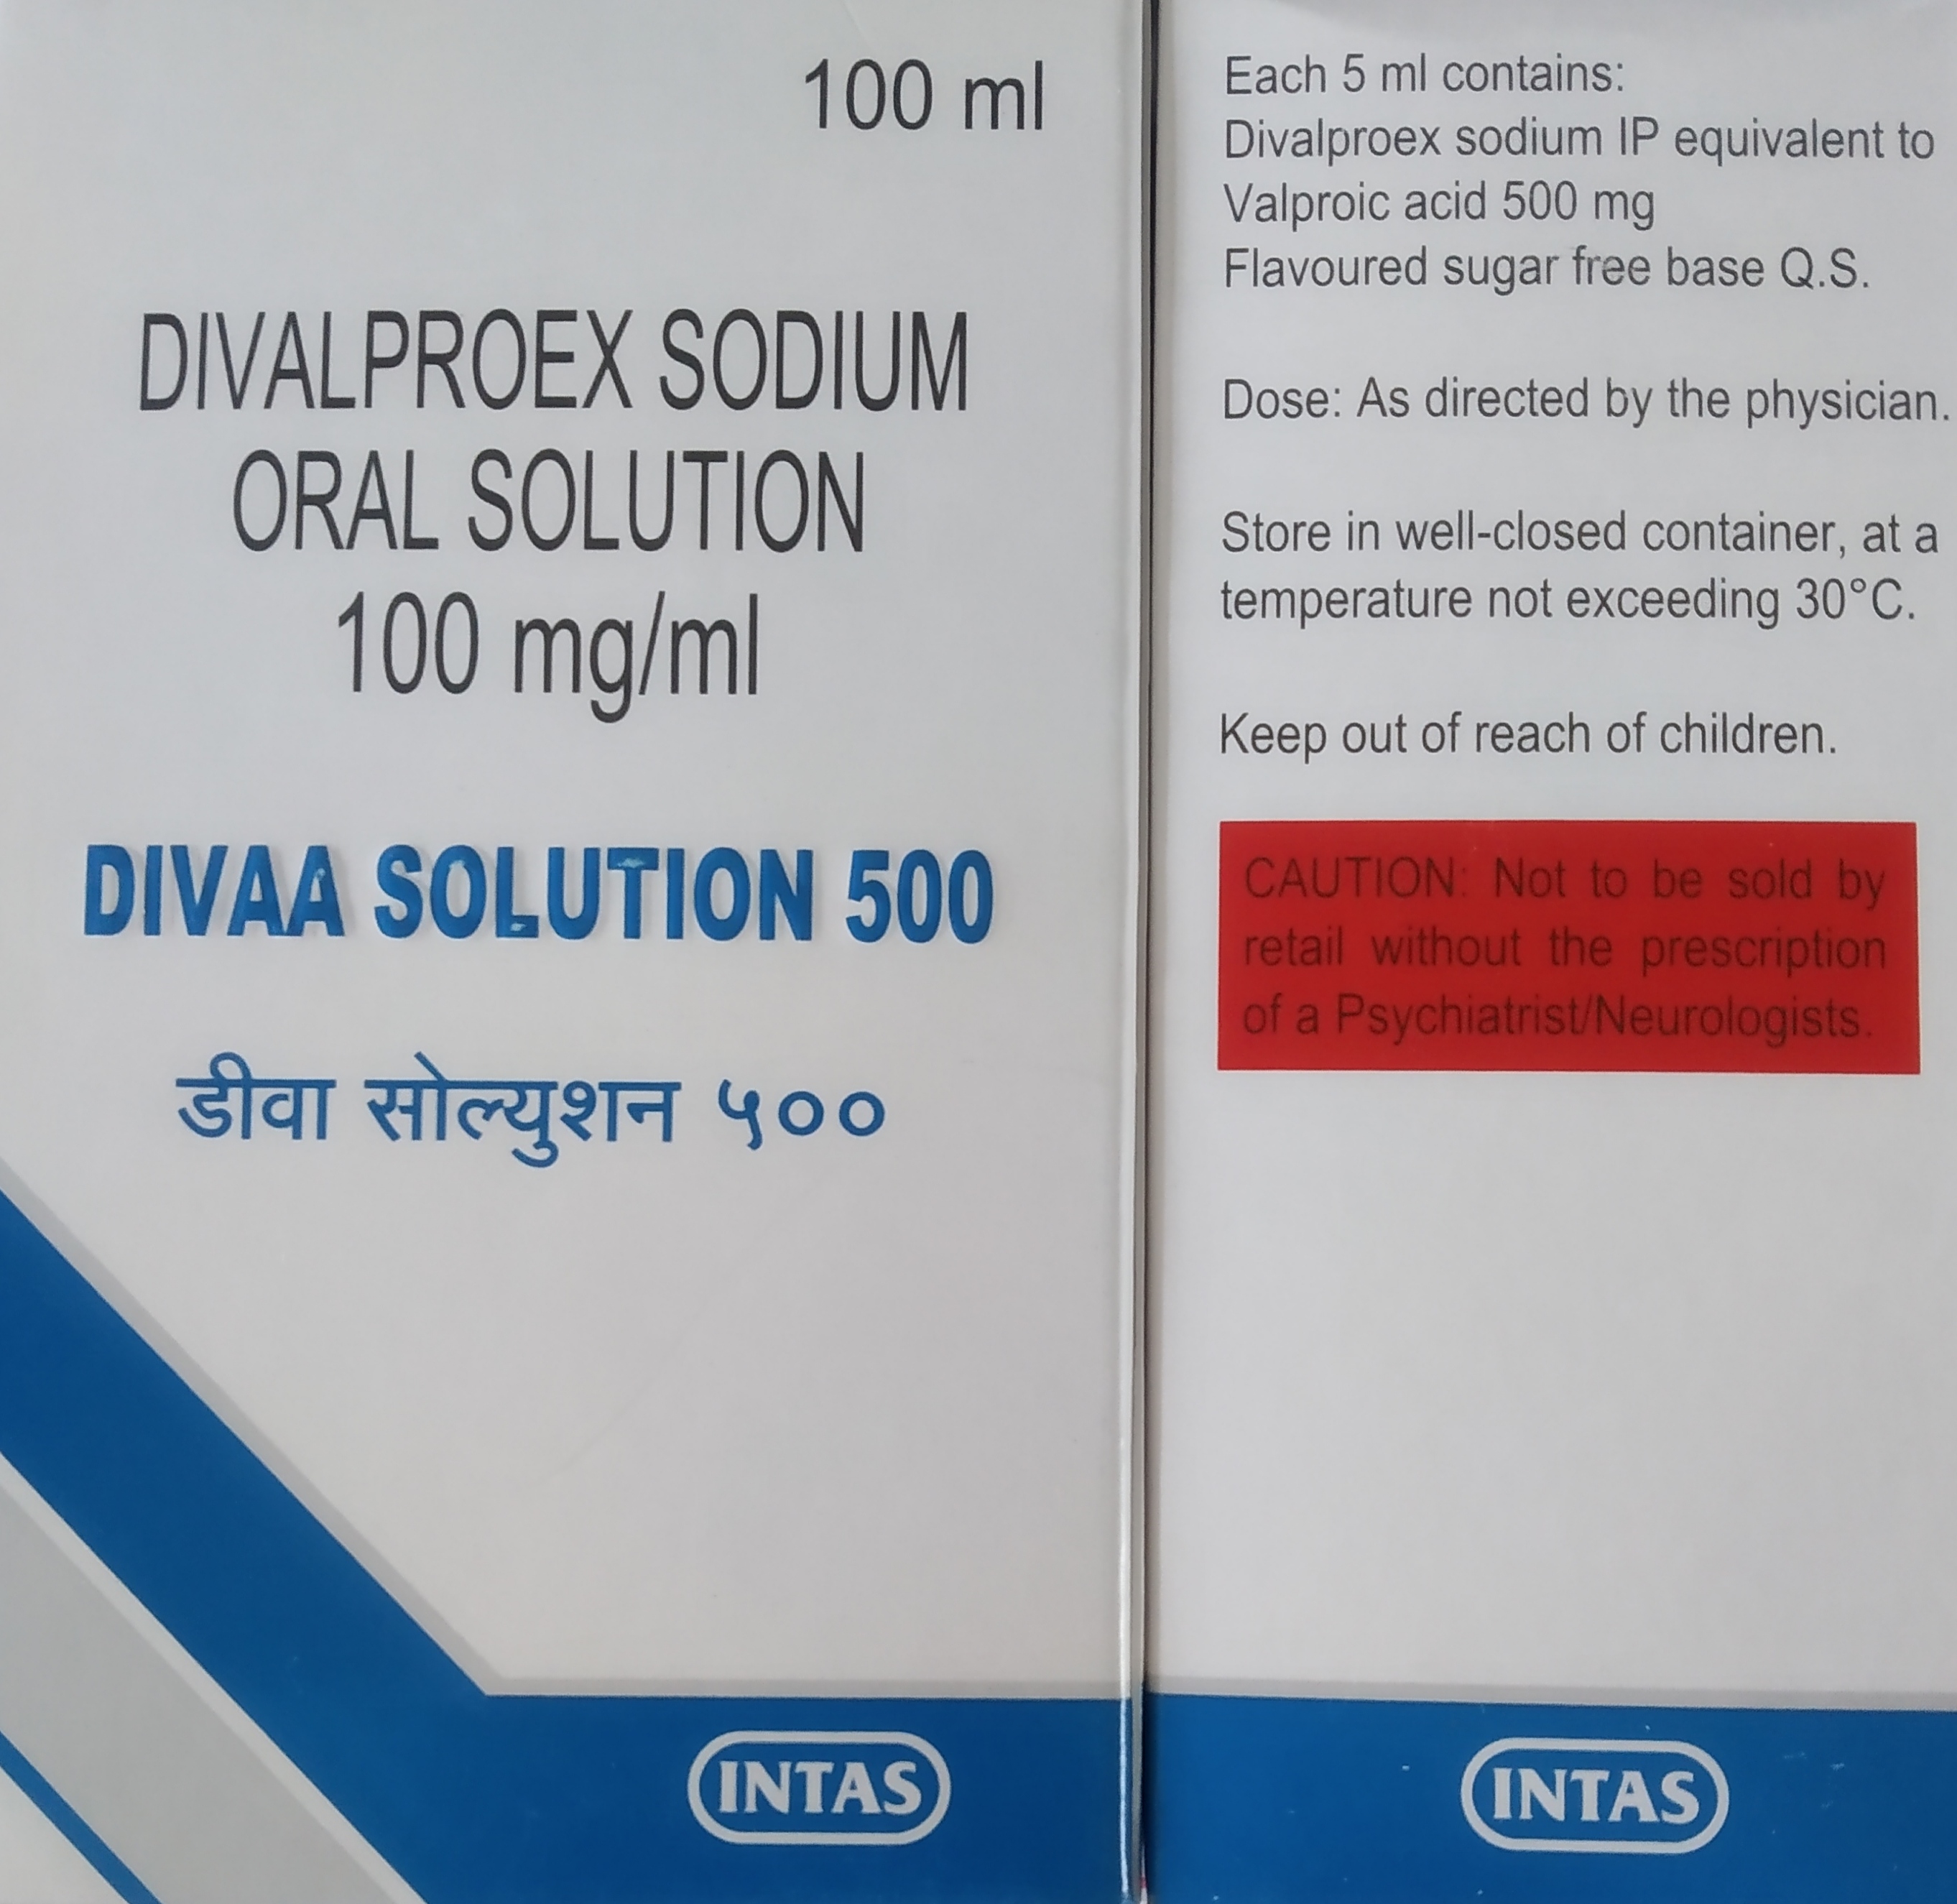 100 ml
DIVALPROEX SODIUM
ORAL SOLUTION
100 mg/ml
DIVAA SOLUTION 500
डीवा सोल्युशन ५००
INTAS
Each 5 ml contains:
Divalproex sodium IP equivalent to
Valproic acid 500 mg
Flavoured sugar free base Q.S.
Dose: As directed by the physician.
Store in well-closed container, at a
temperature not exceeding 30°C.
Keep out of reach of children.
CAUTION: Not to be sold by
retail without the prescription
of a Psychiatrist/Neurologists.
INTAS